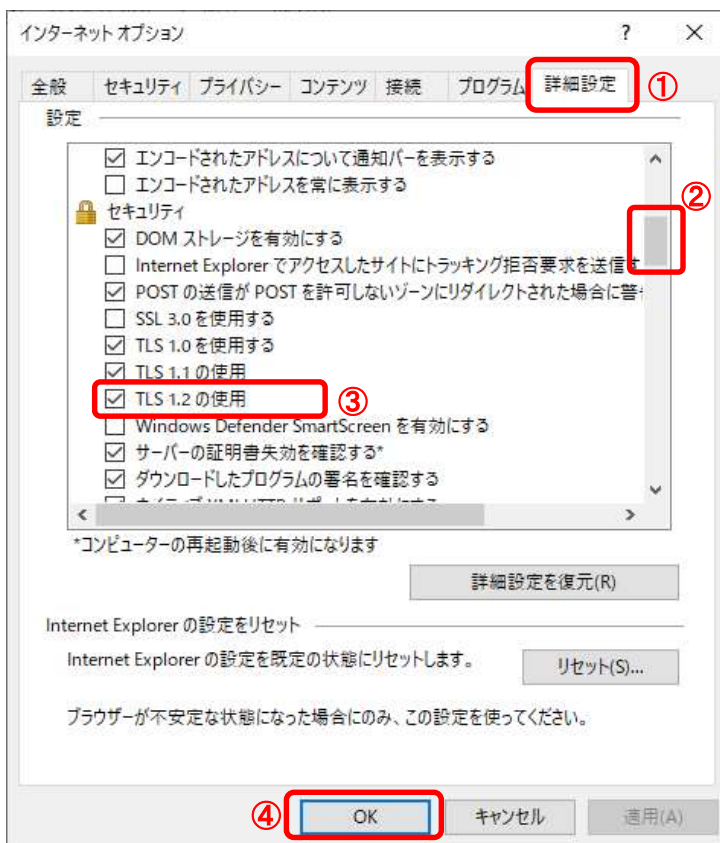 インターネット オプション ? ×
全般 セキュリティ プライバシー コンテンツ 接続 プログラム 詳細設定 ①
設定
エンコードされたアドレスについて通知バーを表示する
エンコードされたアドレスを常に表示する
②
セキュリティ
DOM ストレージを有効にする
Internet Explorer でアクセスしたサイトにトラッキング拒否要求を送信す
POST の送信が POST を許可しないゾーンにリダイレクトされた場合に警
SSL 3.0 を使用する
TLS 1.0 を使用する
TLS 1.1 の使用
TLS 1.2 の使用 ③
Windows Defender SmartScreen を有効にする
サーバーの証明書失効を確認する*
ダウンロードしたプログラムの署名を確認する
*コンピューターの再起動後に有効になります
詳細設定を復元(R)
Internet Explorer の設定をリセット
Internet Explorer の設定を既定の状態にリセットします。
リセット(S)...
ブラウザーが不安定な状態になった場合にのみ、この設定を使ってください。
④ OK キャンセル 適用(A)